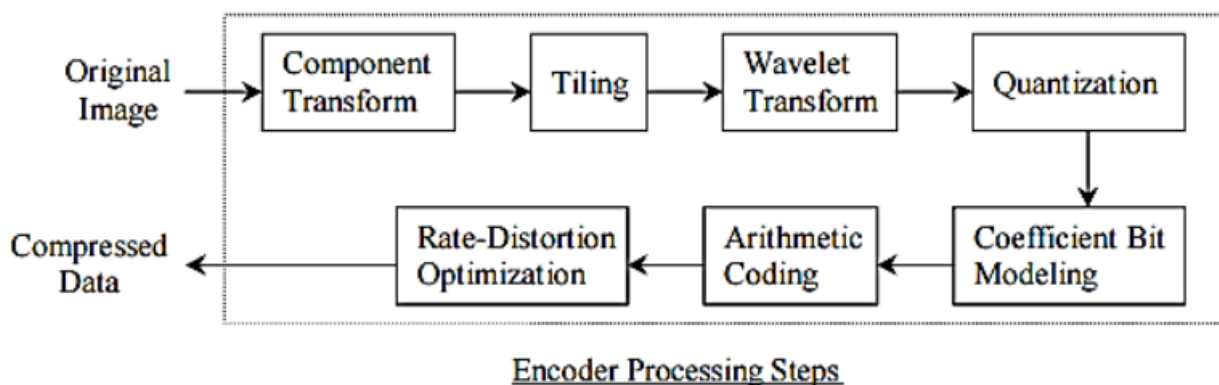 Original
Image
Component
Transform
Tiling
Wavelet
Transform
Quantization
Coefficient Bit
Modeling
Arithmetic
Coding
Rate-Distortion
Optimization
Compressed
Data
Encoder Processing Steps